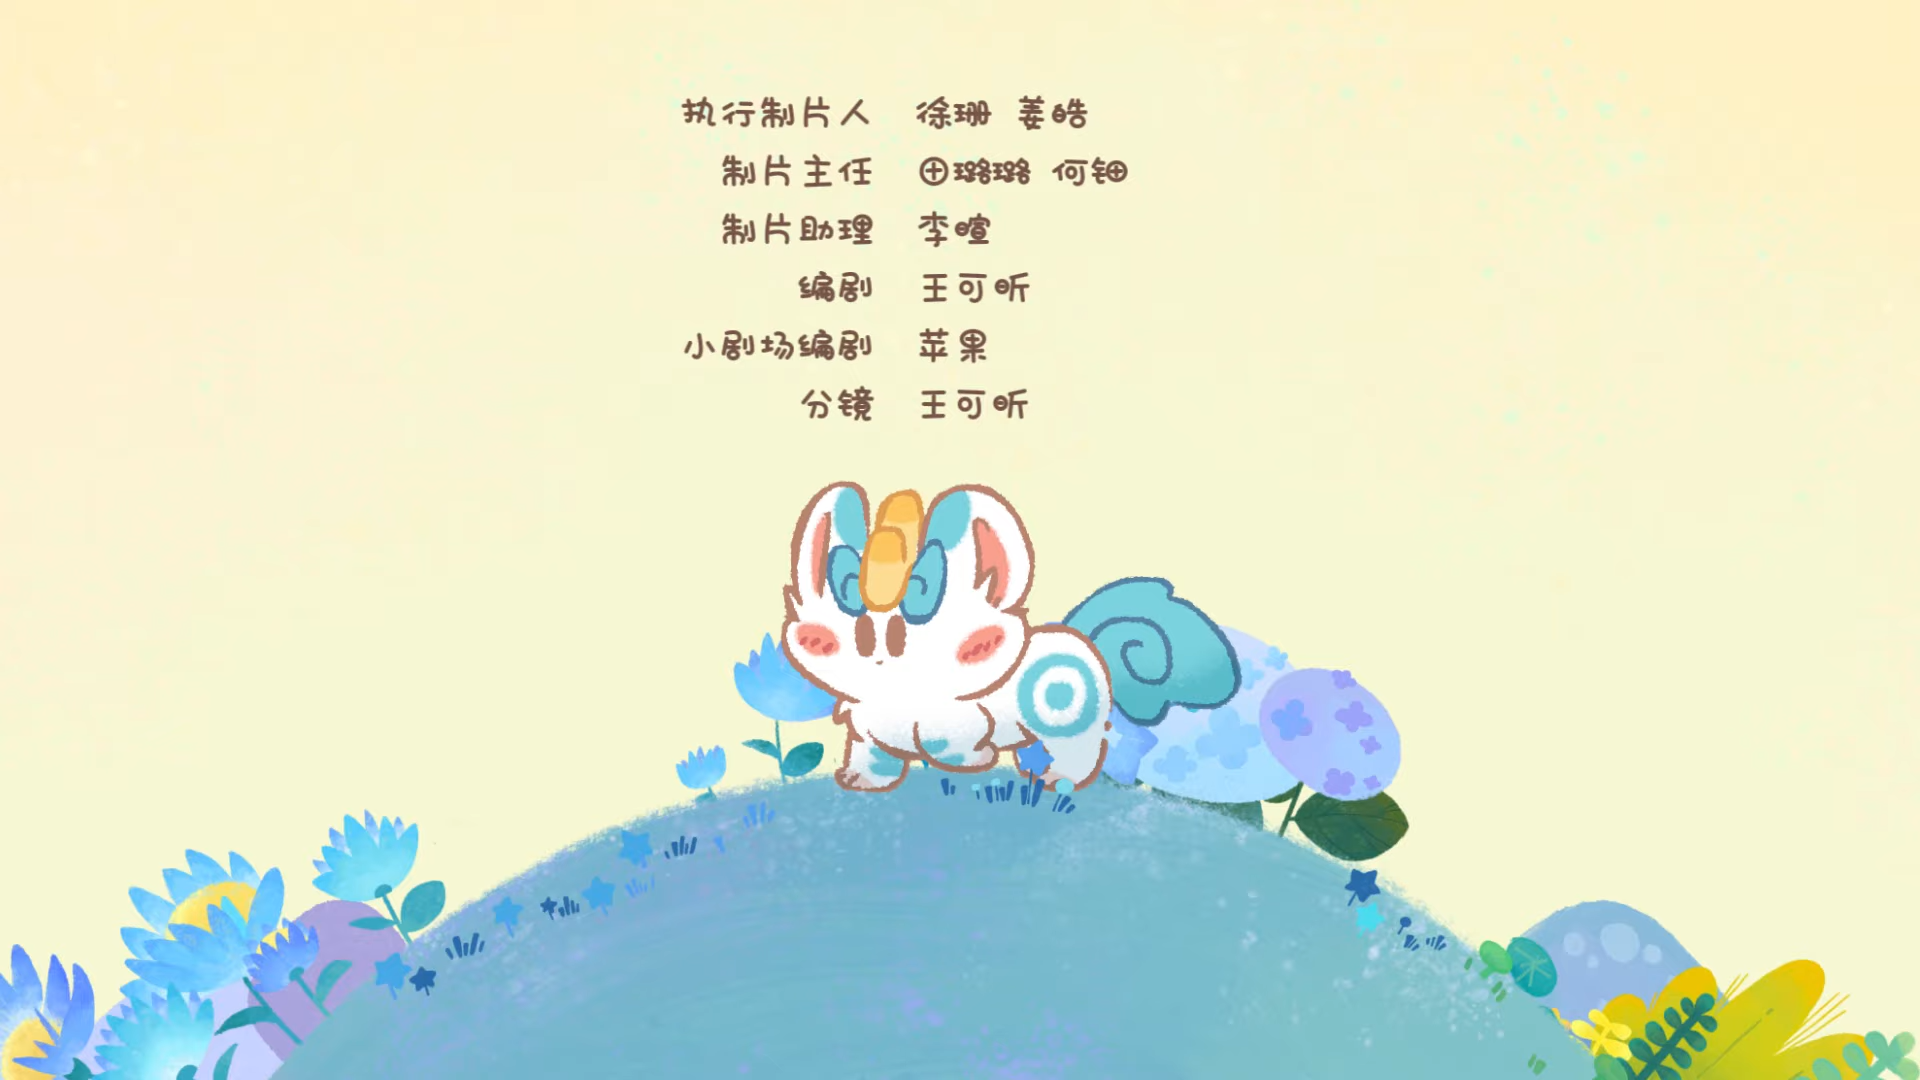 执行制片人 徐珊 姜皓
制片主任 田璐璐 何钿
制片助理 李暄
编剧 王可昕
小剧场编剧 苹果
分镜 王可昕